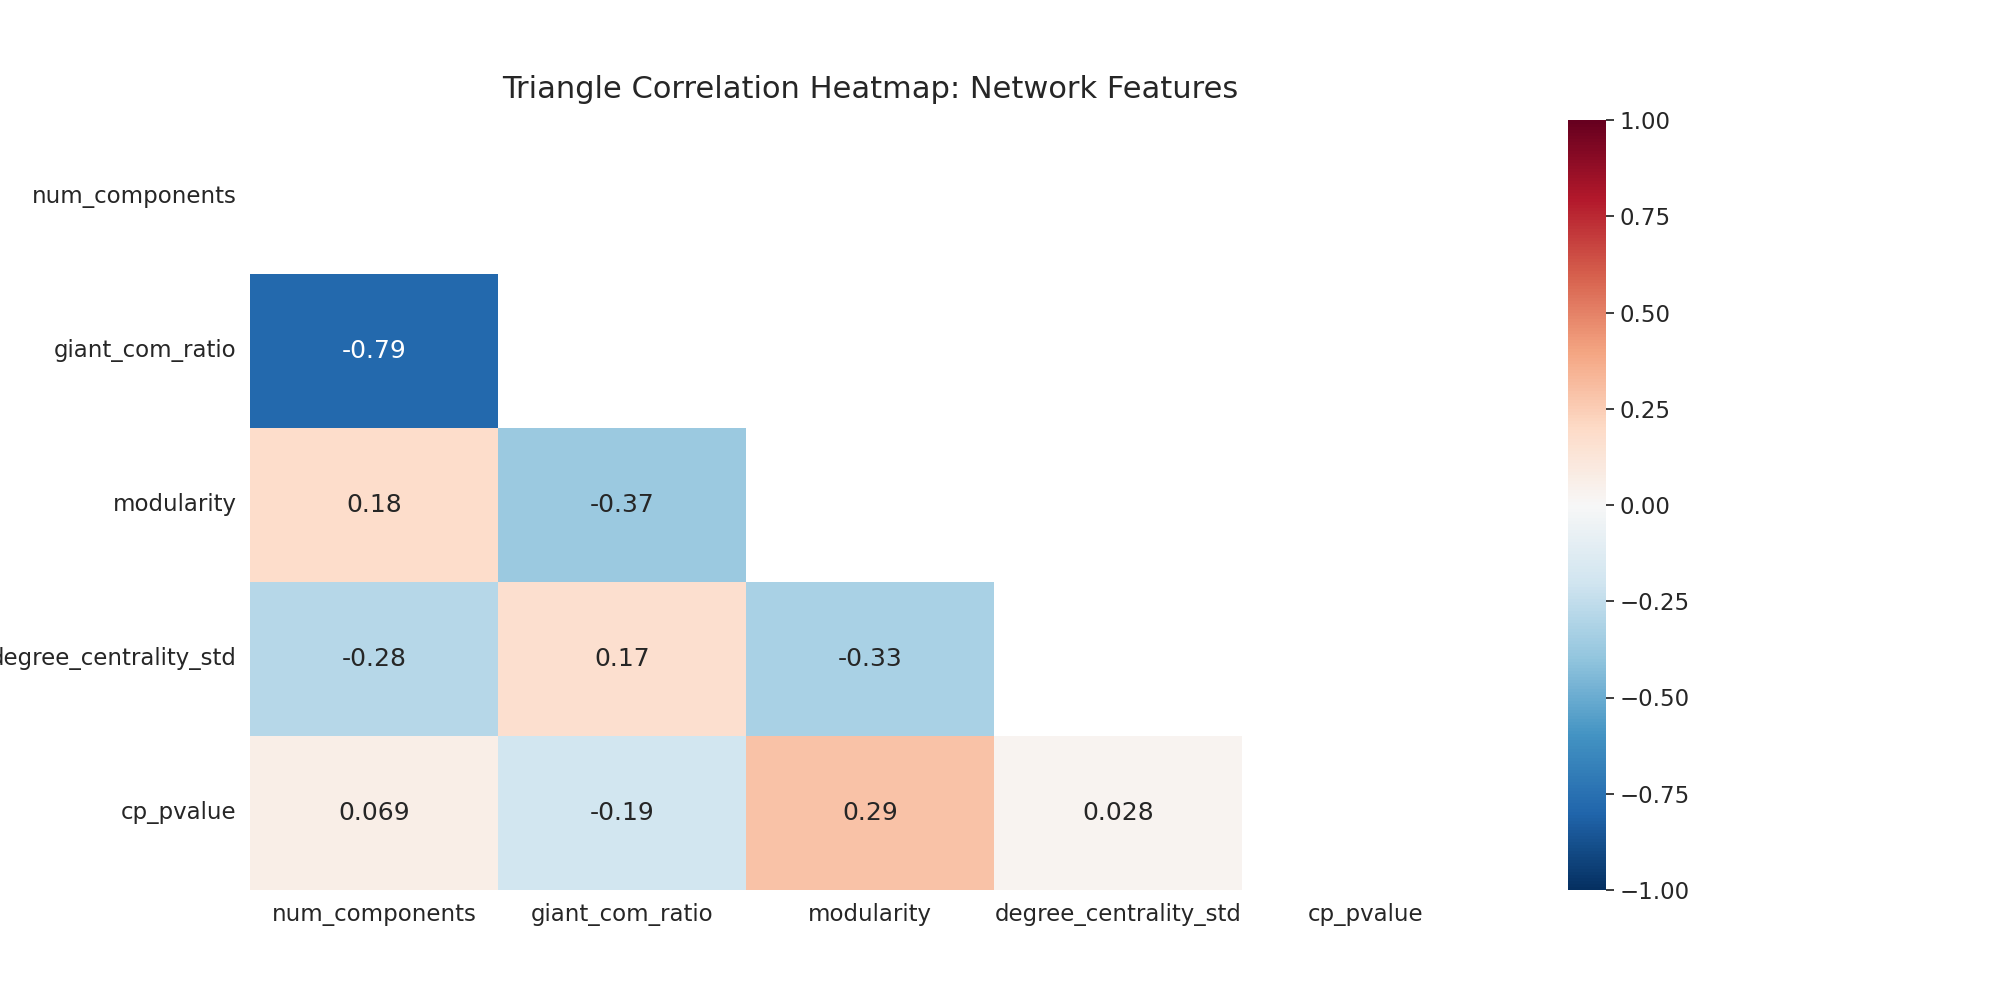 Triangle Correlation Heatmap: Network Features
1.00
num_components
0.75
0.50
giant_com_ratio
-0.79
0.25
modularity
0.18 -0.37
0.00
−0.25
degree_centrality_std
-0.28 0.17 -0.33
−0.50
−0.75
cp_pvalue
0.069 -0.19 0.29 0.028
−1.00
num_components giant_com_ratio modularity degree_centrality_std cp_pvalue